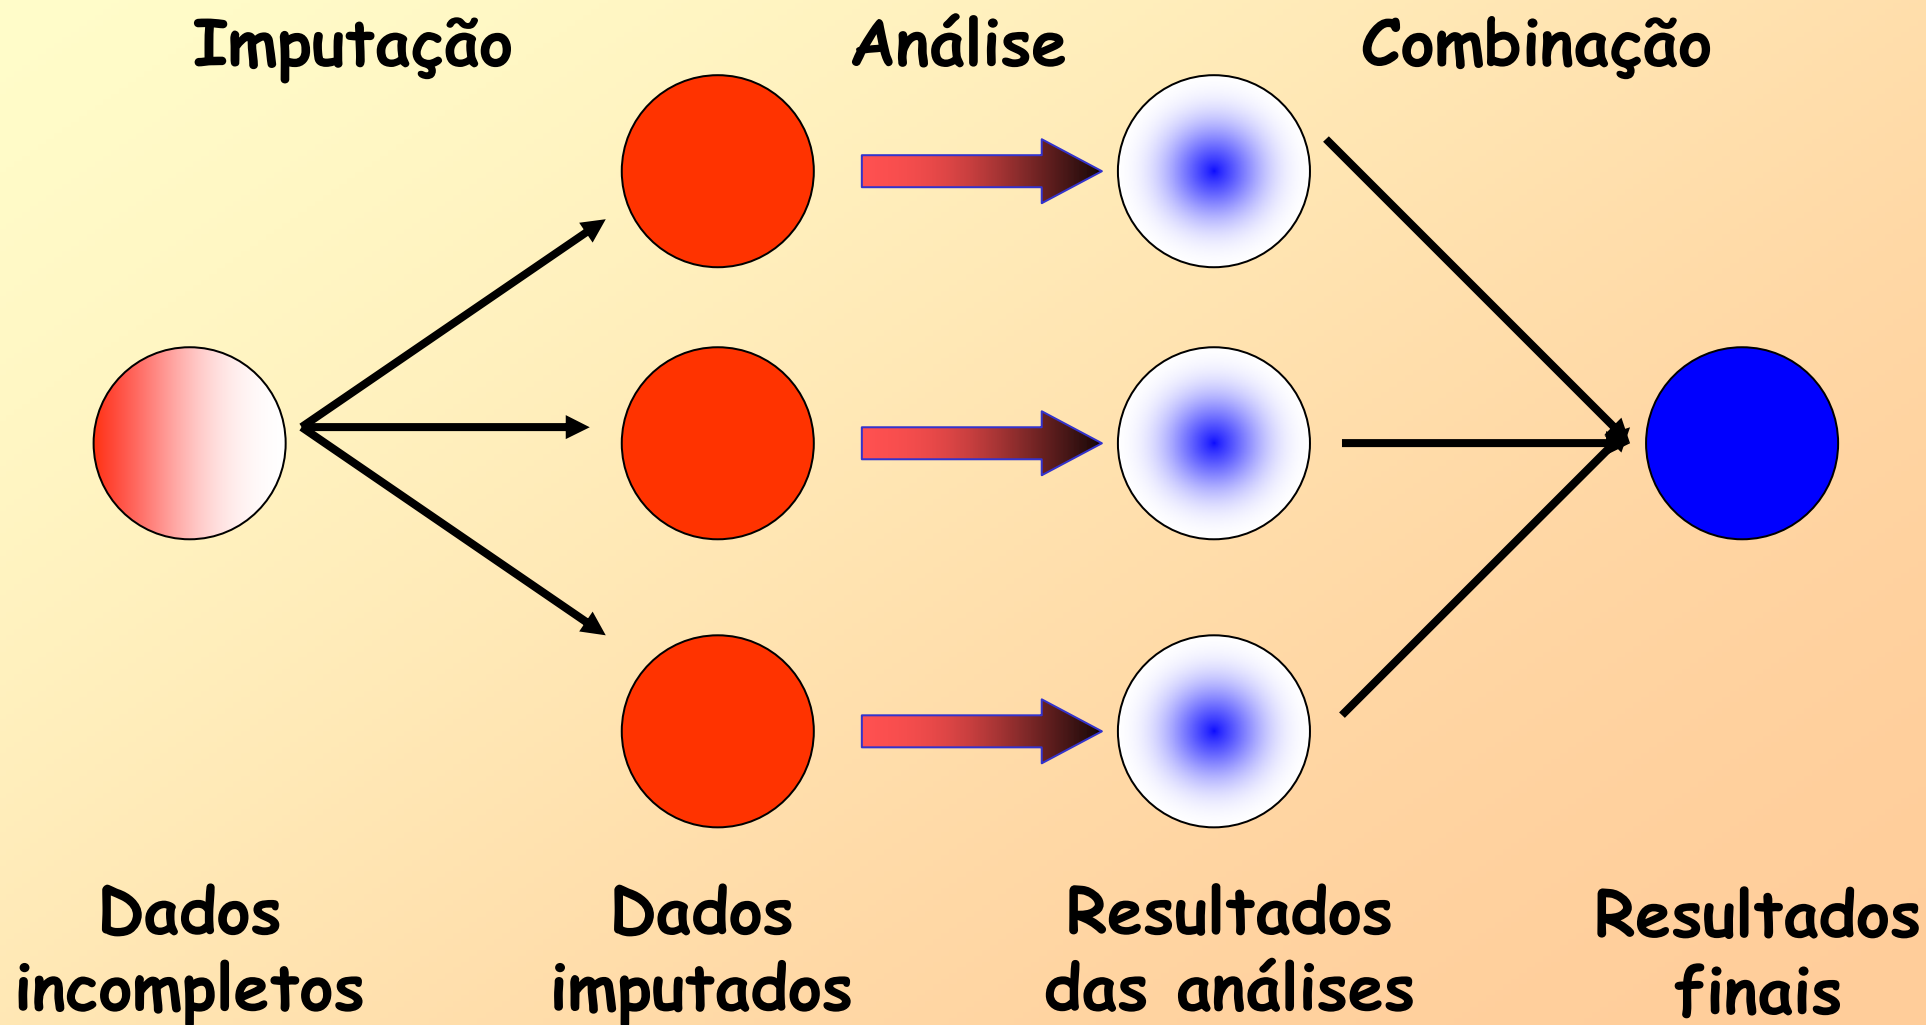 Imputação
Análise
Combinação
Dados
incompletos
Dados
imputados
Resultados
das análises
Resultados
finais